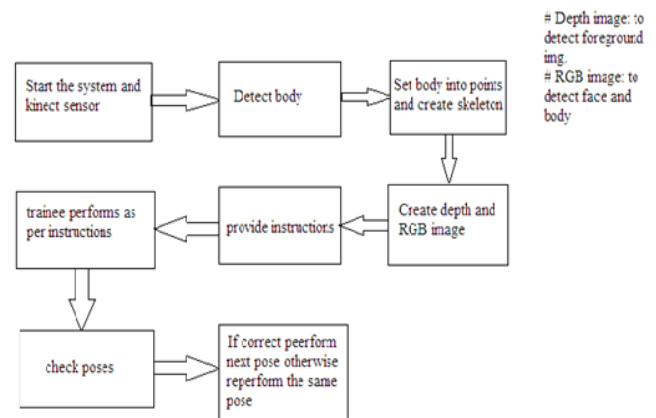 Start the system and
kinect sensor
Detect body
Set body into points
and create skeleton
# Depth image: to
detect foreground
img.
# RGB image: to
detect face and
body
Create depth and
RGB image
provide instructions
trainee performs as
per instructions
check poses
If correct peerform
next pose otherwise
reperform the same
pose